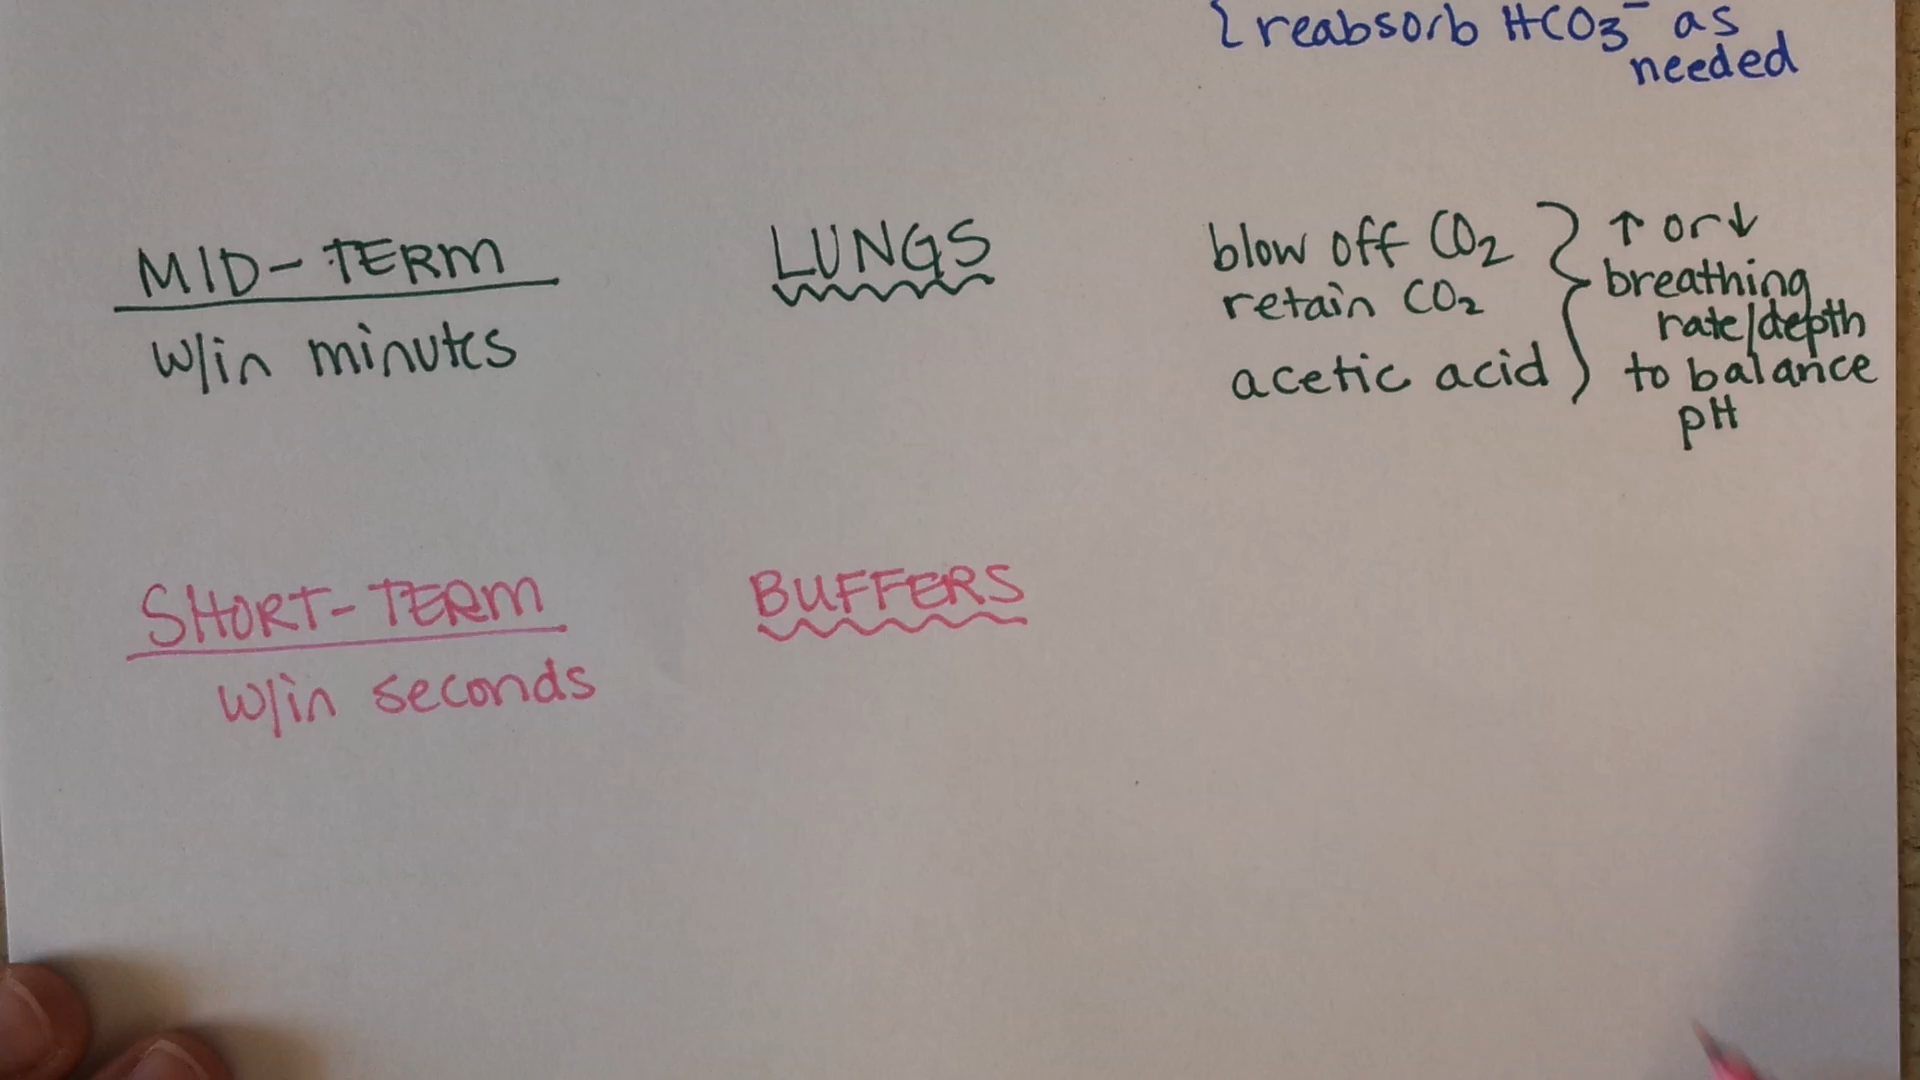 { reabsorb HCO3⁻ as
needed
MID-TERM
w/in minutes
LUNGS
blow off CO2
retain CO2
acetic acid
} ↑ or ↓
breathing
rate/depth
to balance
pH
SHORT-TERM
w/in seconds
BUFFERS